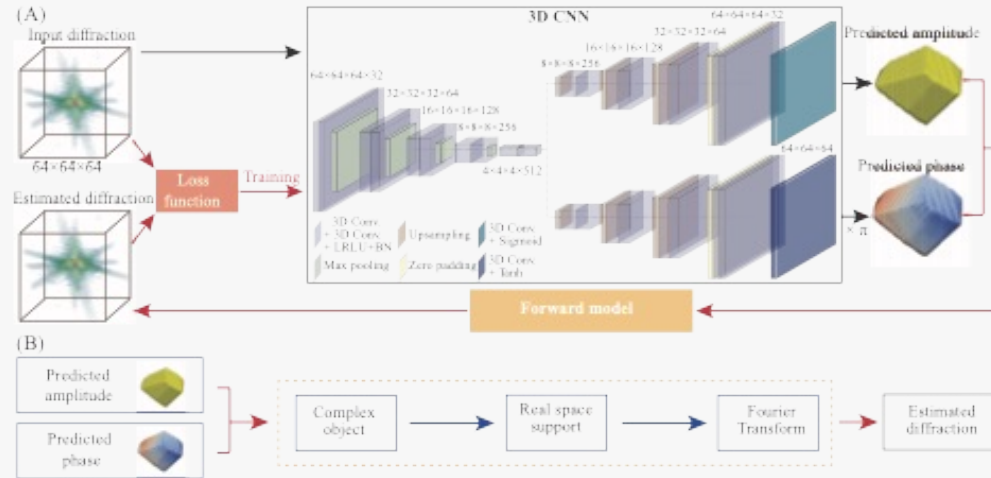 (A)
3D CNN
Input diffraction
64×64×64
Estimated diffraction
Loss
function
Training
64×64×64×32
32×32×32×64
16×16×16×128
8×8×8×256
4×4×4×512
8×8×8×256
16×16×16×128
32×32×32×64
64×64×64×32
64×64×64
3D Conv
+ 3D Conv
+ LRLU+BN
Upsampling
3D Conv
+ Sigmoid
Max pooling
Zero padding
3D Conv
+ Tanh
Predicted amplitude
Predicted phase
× π
Forward model
(B)
Predicted
amplitude
Predicted
phase
Complex
object
Real space
support
Fourier
Transform
Estimated
diffraction